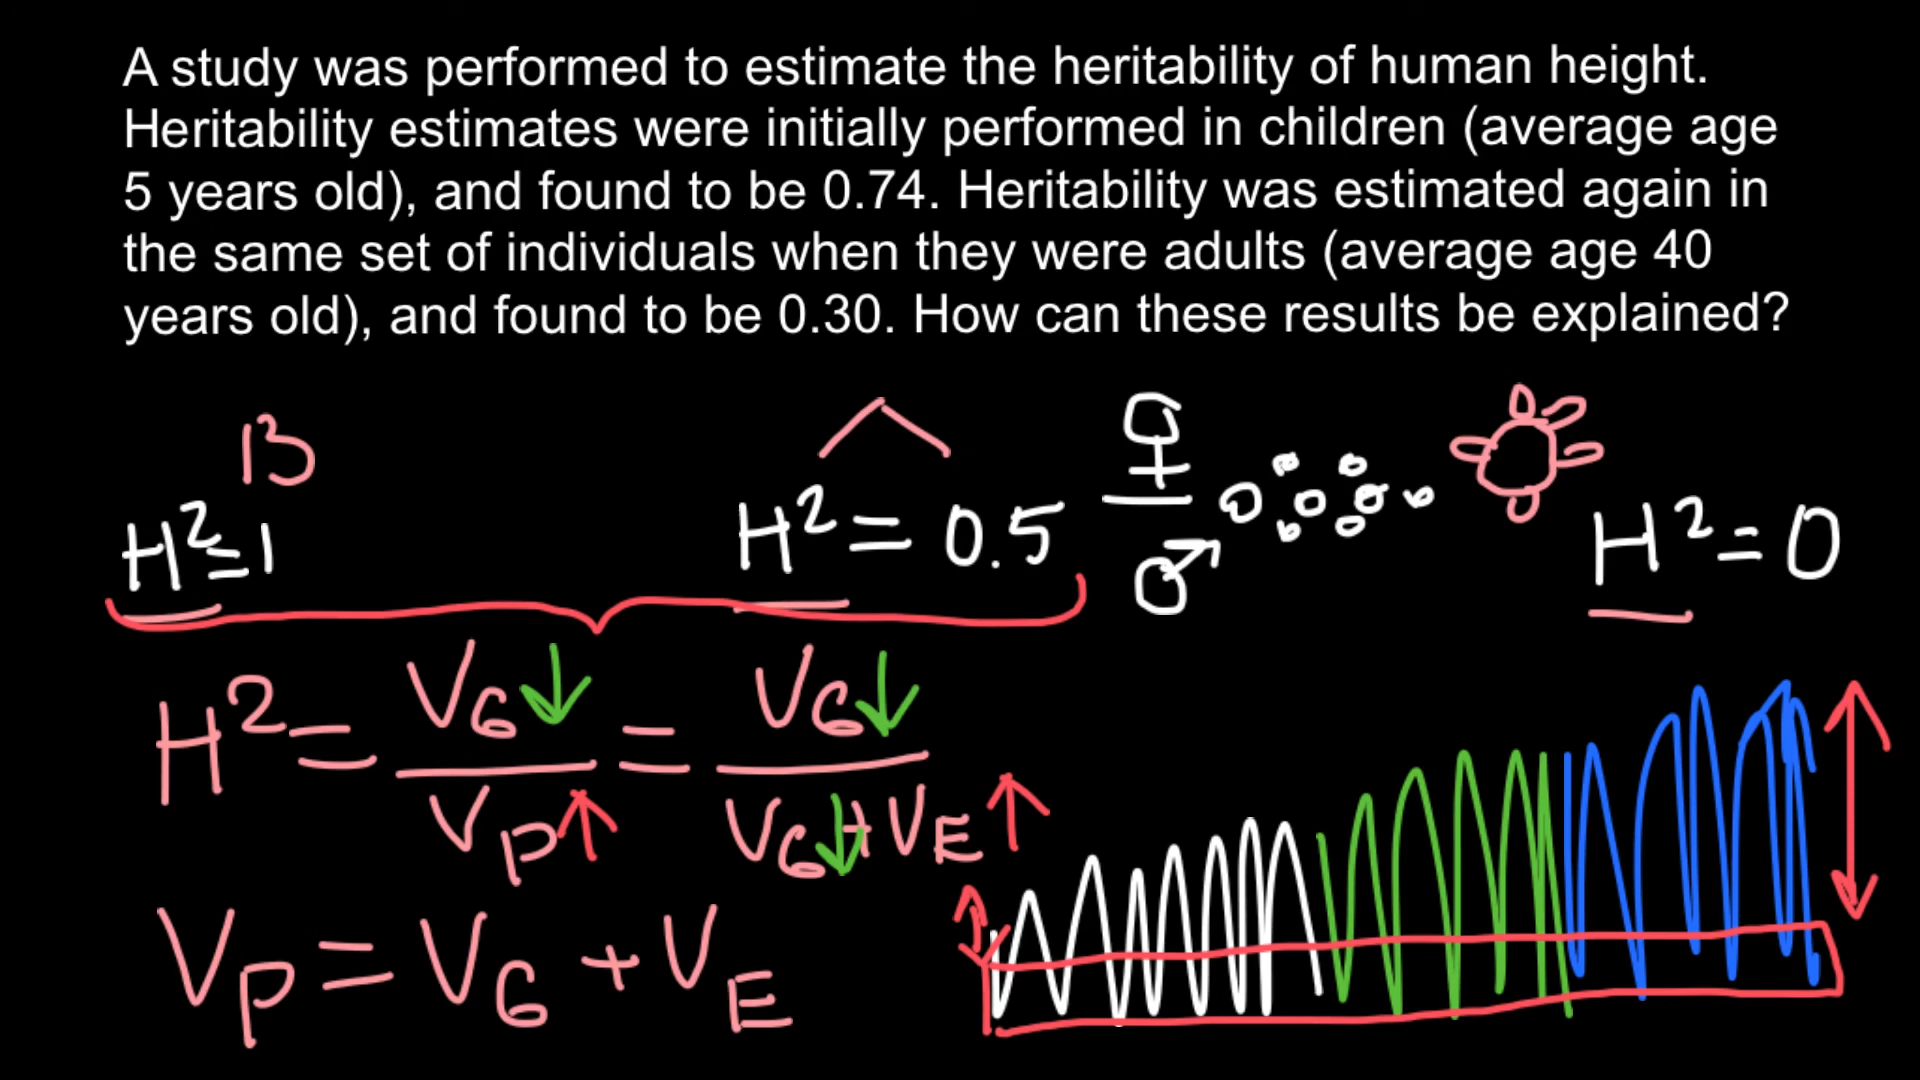 A study was performed to estimate the heritability of human height.
Heritability estimates were initially performed in children (average age
5 years old), and found to be 0.74. Heritability was estimated again in
the same set of individuals when they were adults (average age 40
years old), and found to be 0.30. How can these results be explained?
13
H²=1
H²= 0.5
♀
♂
H²= 0
H² = VG↓ / VP↑ = VG↓ / VG↓+VE↑
VP = VG + VE